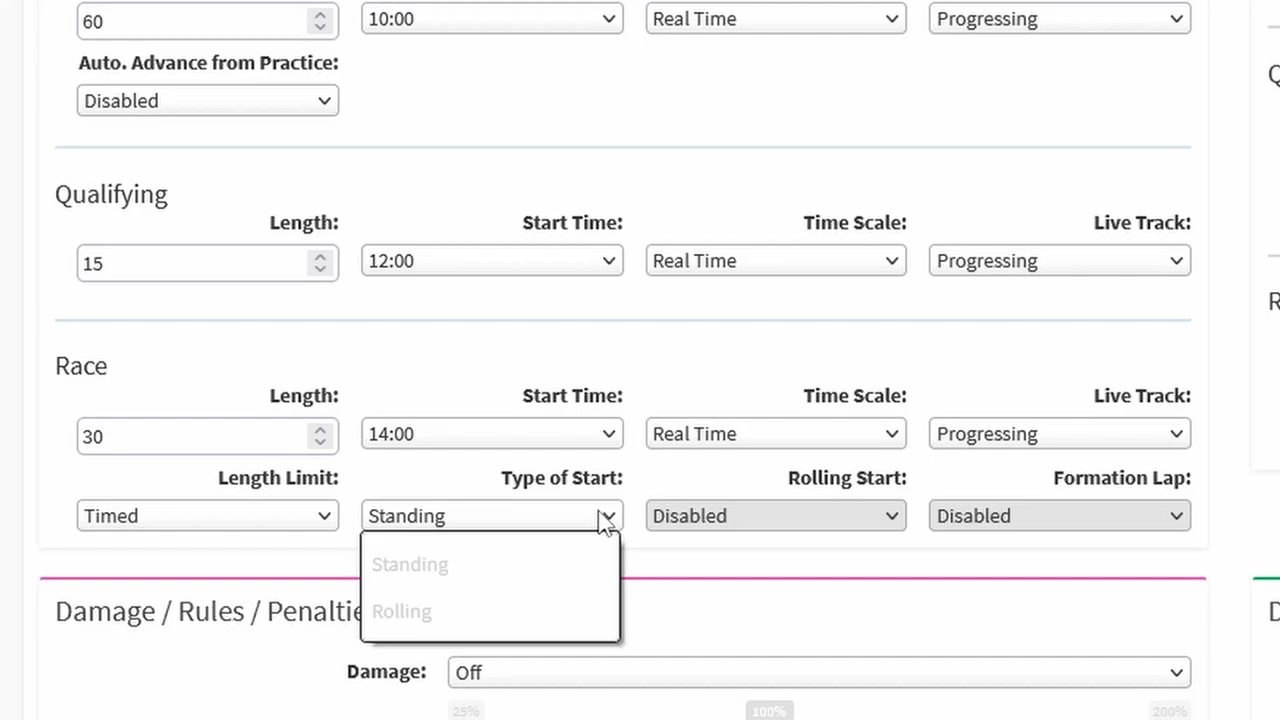 60 10:00 Real Time Progressing
Auto. Advance from Practice:
Disabled
Qualifying
Length: Start Time: Time Scale: Live Track:
15 12:00 Real Time Progressing
Race
Length: Start Time: Time Scale: Live Track:
30 14:00 Real Time Progressing
Length Limit: Type of Start: Rolling Start: Formation Lap:
Timed Standing Disabled Disabled
Standing
Rolling
Damage / Rules / Penaltie
Damage: Off
25% 100% 200%